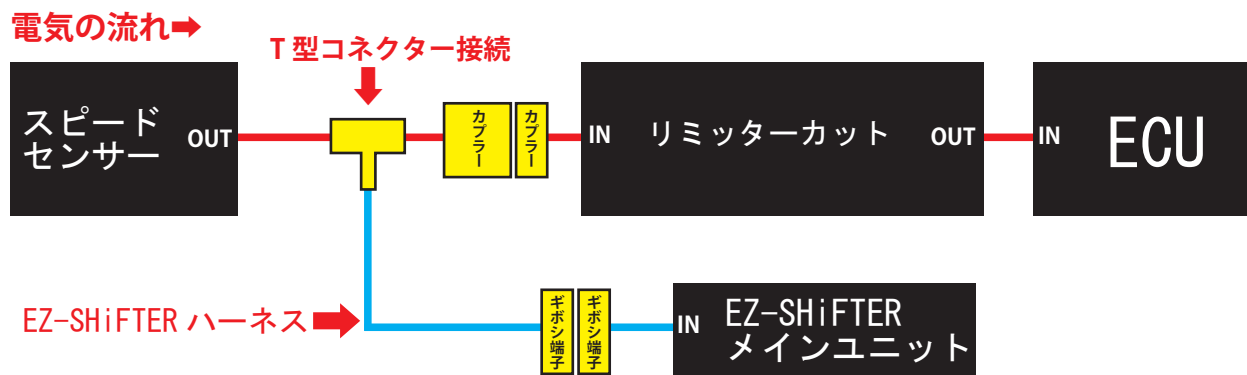 電気の流れ➡
T型コネクター接続
スピード
センサー
OUT
カプラー
カプラー
IN
リミッターカット
OUT
IN
ECU
EZ-SHiFTER ハーネス
ギボシ端子
ギボシ端子
IN
EZ-SHiFTER
メインユニット